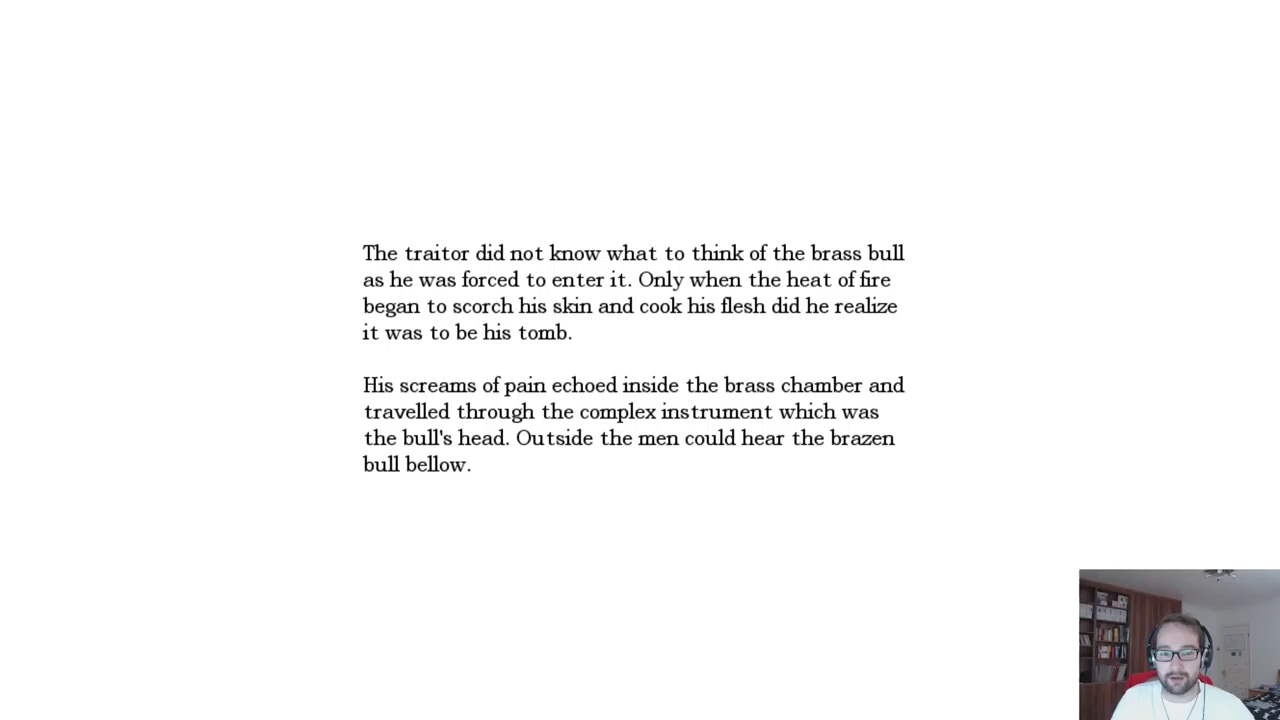 The traitor did not know what to think of the brass bull
as he was forced to enter it. Only when the heat of fire
began to scorch his skin and cook his flesh did he realize
it was to be his tomb.
His screams of pain echoed inside the brass chamber and
travelled through the complex instrument which was
the bull's head. Outside the men could hear the brazen
bull bellow.